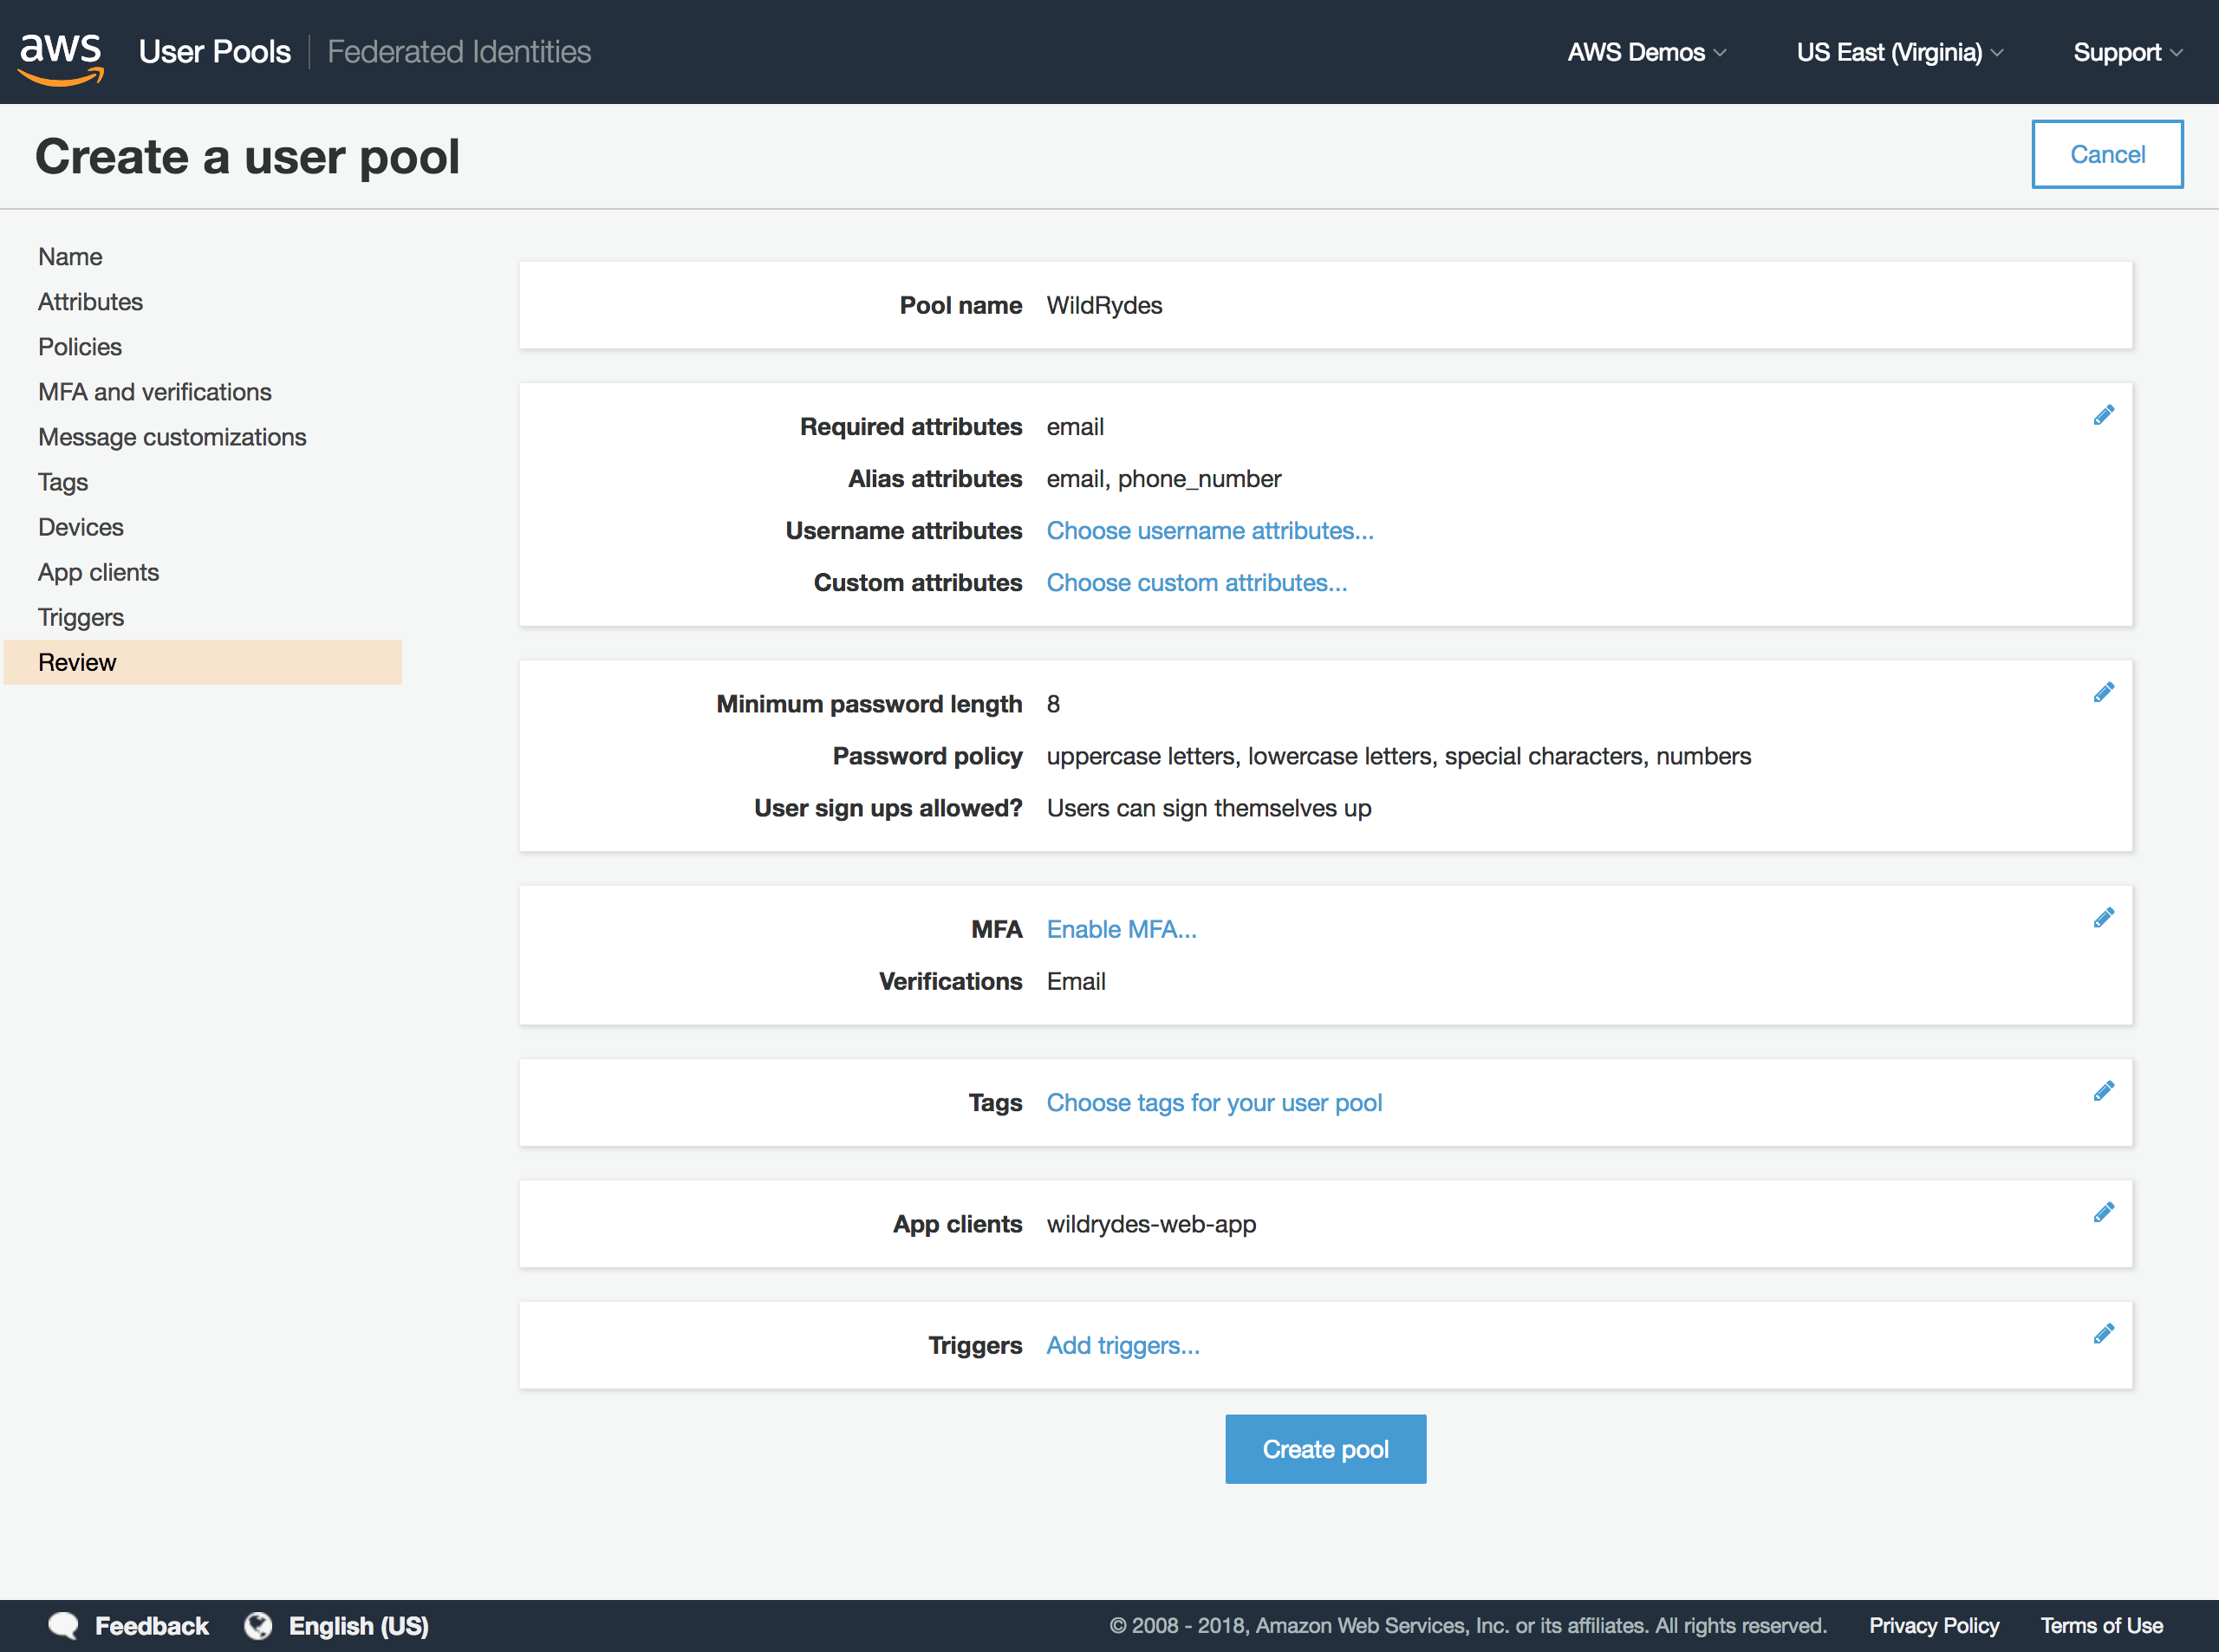 aws User Pools Federated Identities AWS Demos US East (Virginia) Support
Create a user pool Cancel
Name
Attributes
Policies
MFA and verifications
Message customizations
Tags
Devices
App clients
Triggers
Review
Pool name WildRydes
Required attributes email
Alias attributes email, phone_number
Username attributes Choose username attributes...
Custom attributes Choose custom attributes...
Minimum password length 8
Password policy uppercase letters, lowercase letters, special characters, numbers
User sign ups allowed? Users can sign themselves up
MFA Enable MFA...
Verifications Email
Tags Choose tags for your user pool
App clients wildrydes-web-app
Triggers Add triggers...
Create pool
Feedback English (US) © 2008 - 2018, Amazon Web Services, Inc. or its affiliates. All rights reserved. Privacy Policy Terms of Use